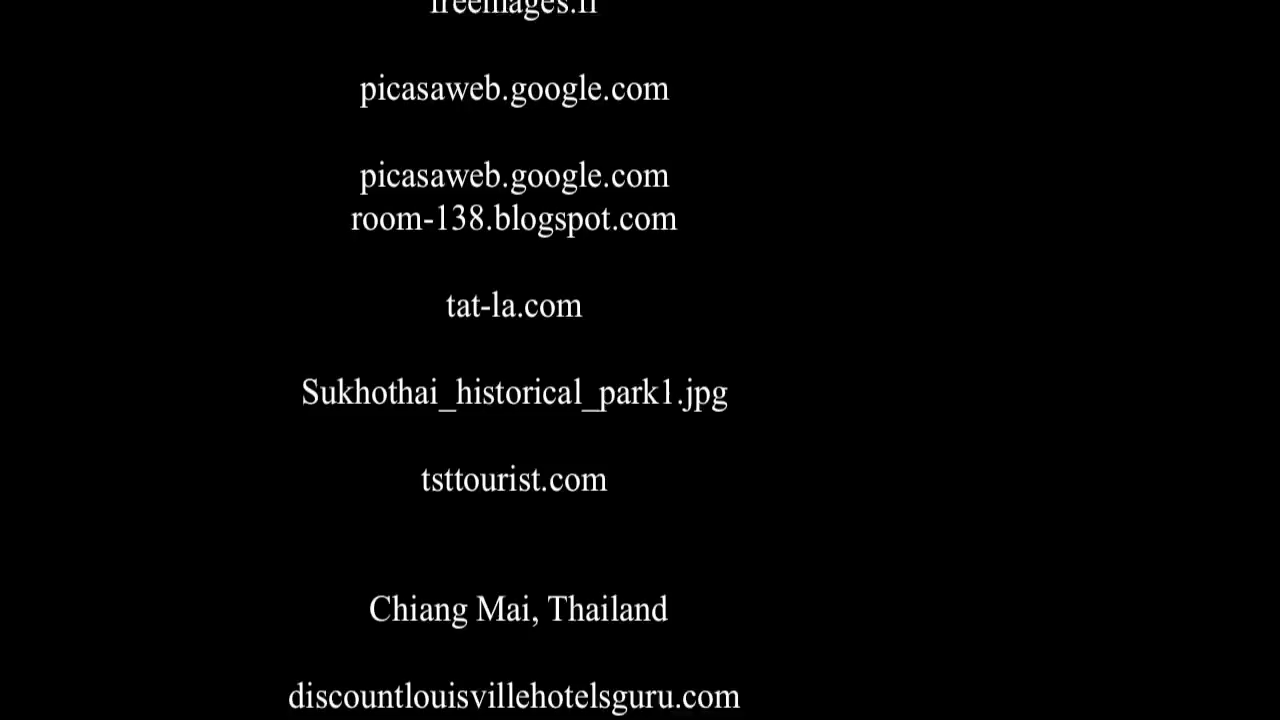 picasaweb.google.com
picasaweb.google.com
room-138.blogspot.com
tat-la.com
Sukhothai_historical_park1.jpg
tsttourist.com
Chiang Mai, Thailand
discountlouisvillehotelsguru.com